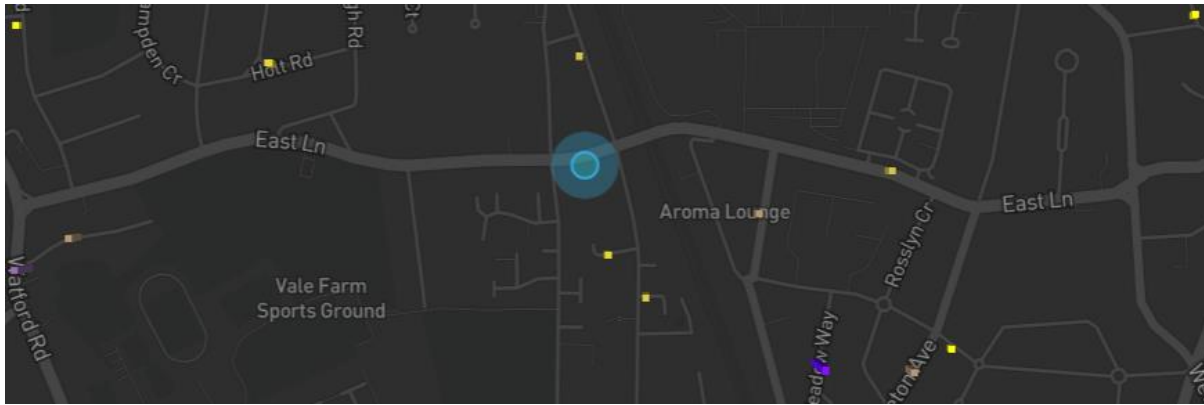 Holt Rd
East Ln
Aroma Lounge
East Ln
Rosslyn Cr
Vale Farm
Sports Ground
Watford Rd